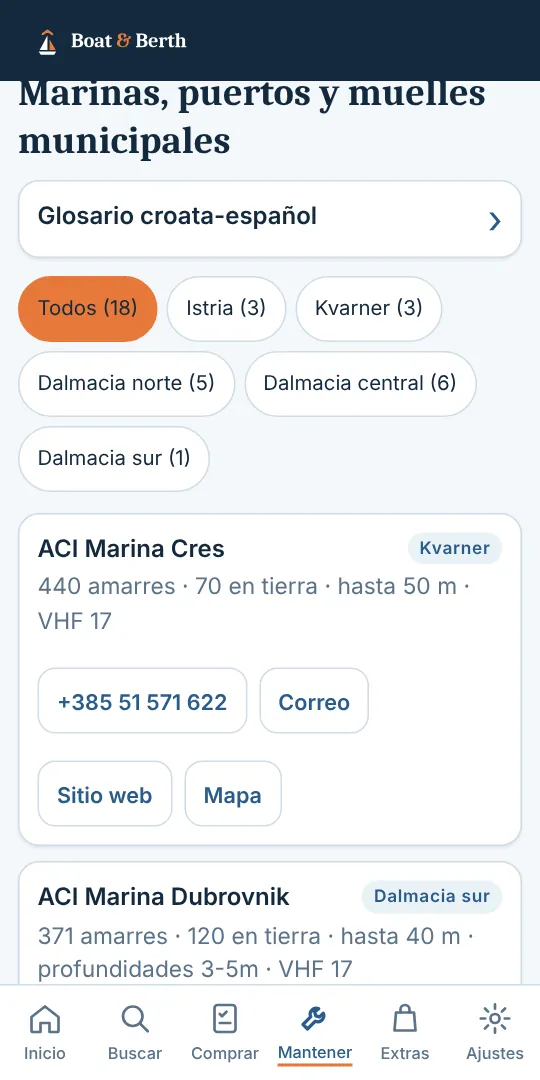 Boat & Berth
Marinas, puertos y muelles
municipales
Glosario croata-español
Todos (18)
Istria (3)
Kvarner (3)
Dalmacia norte (5)
Dalmacia central (6)
Dalmacia sur (1)
ACI Marina Cres
Kvarner
440 amarres · 70 en tierra · hasta 50 m ·
VHF 17
+385 51 571 622
Correo
Sitio web
Mapa
ACI Marina Dubrovnik
Dalmacia sur
371 amarres · 120 en tierra · hasta 40 m ·
profundidades 3-5m · VHF 17
Inicio
Buscar
Comprar
Mantener
Extras
Ajustes